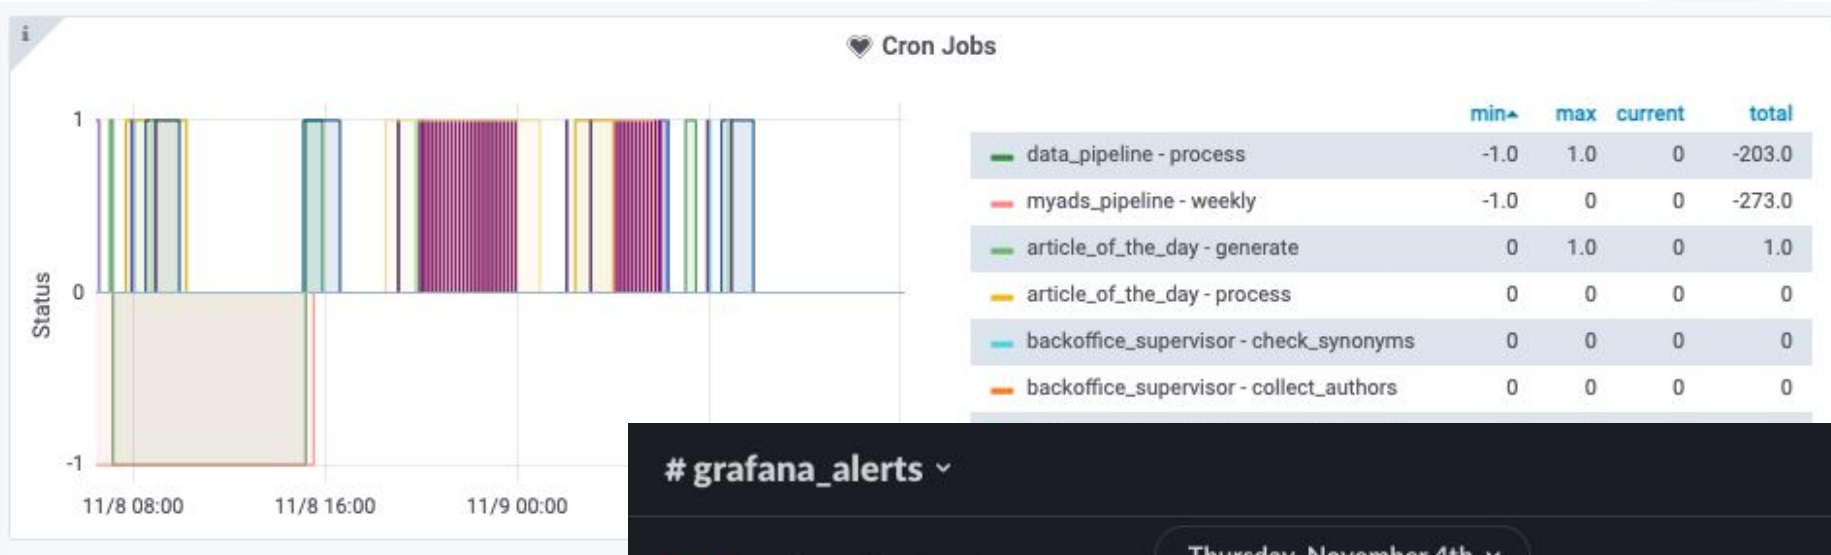 i
Cron Jobs
1
0
-1
Status
11/8 08:00 11/8 16:00 11/9 00:00
min max current total
data_pipeline - process -1.0 1.0 0 -203.0
myads_pipeline - weekly -1.0 0 0 -273.0
article_of_the_day - generate 0 1.0 0 1.0
article_of_the_day - process 0 0 0 0
backoffice_supervisor - check_synonyms 0 0 0 0
backoffice_supervisor - collect_authors 0 0 0 0
# grafana_alerts
Thursday, November 4th